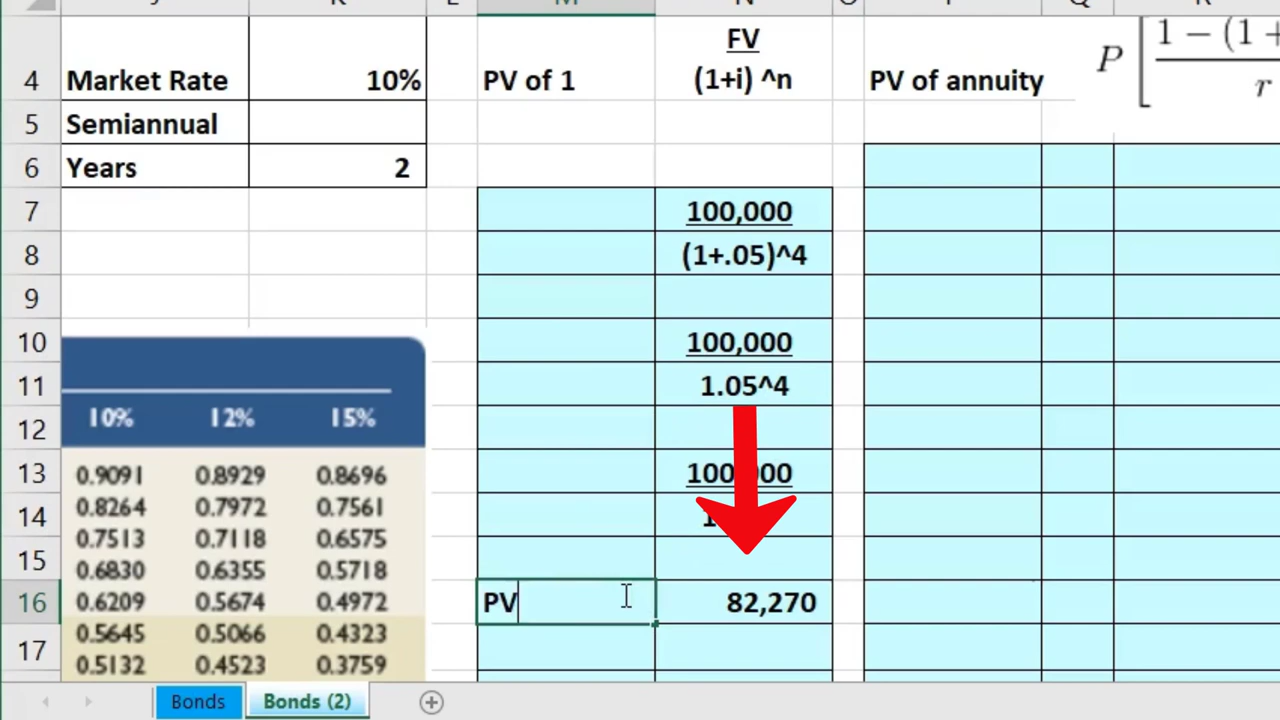 FV
4 Market Rate 10% PV of 1 (1+i) ^n PV of annuity P 1 − (1 + r
5 Semiannual
6 Years 2
7 100,000
8 (1+.05)^4
9
10 100,000
11 1.05^4
10% 12% 15%
12
13 0.9091 0.8929 0.8696 100,000
0.8264 0.7972 0.7561
14 0.7513 0.7118 0.6575
15 0.6830 0.6355 0.5718
16 0.6209 0.5674 0.4972 PV 82,270
0.5645 0.5066 0.4323
17 0.5132 0.4523 0.3759
Bonds Bonds (2)